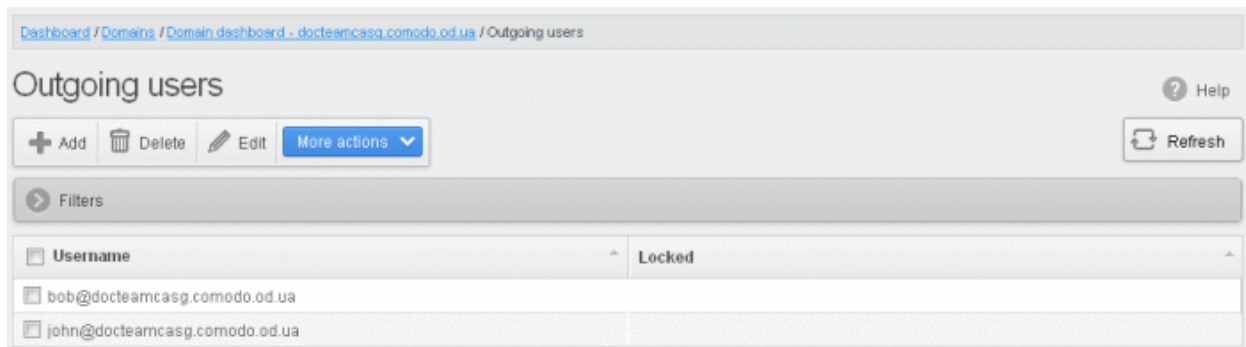 Dashboard / Domains / Domain dashboard - docteamcasg.comodo.od.ua / Outgoing users
Outgoing users
Help
Add Delete Edit More actions
Refresh
Filters
Username Locked
bob@docteamcasg.comodo.od.ua
john@docteamcasg.comodo.od.ua